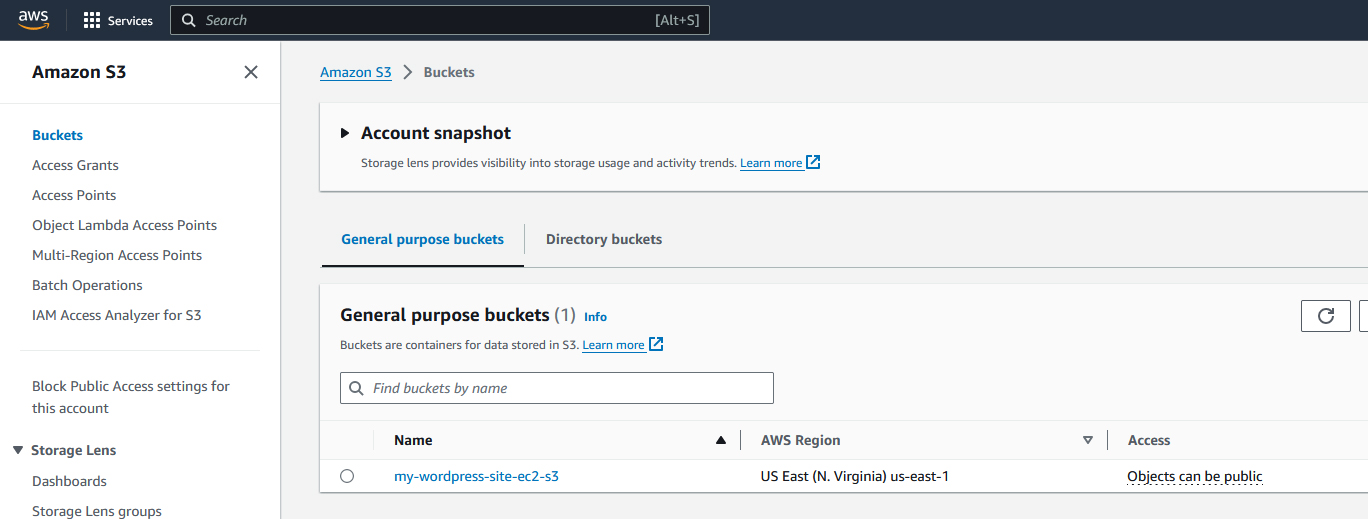 aws Services Search [Alt+S]
Amazon S3
Buckets
Access Grants
Access Points
Object Lambda Access Points
Multi-Region Access Points
Batch Operations
IAM Access Analyzer for S3
Block Public Access settings for
this account
Storage Lens
Dashboards
Storage Lens groups
Amazon S3 Buckets
Account snapshot
Storage lens provides visibility into storage usage and activity trends. Learn more
General purpose buckets Directory buckets
General purpose buckets (1) Info
Buckets are containers for data stored in S3. Learn more
Find buckets by name
Name AWS Region Access
my-wordpress-site-ec2-s3 US East (N. Virginia) us-east-1 Objects can be public